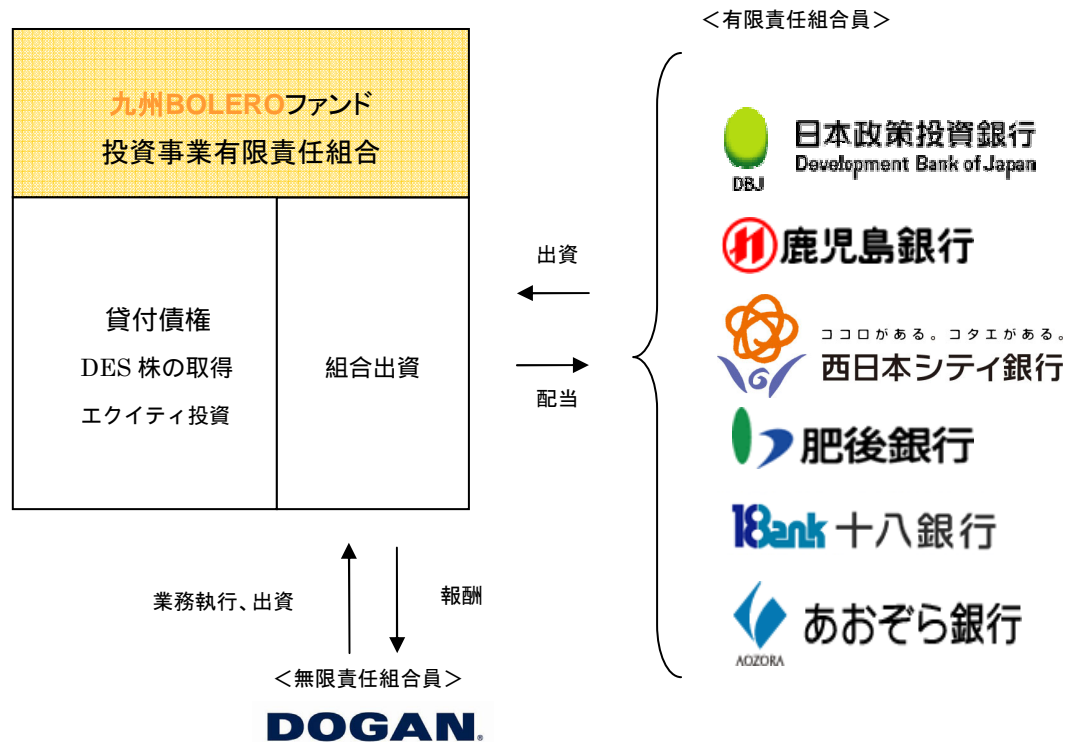 ＜有限責任組合員＞
九州BOLEROファンド
投資事業有限責任組合
貸付債権
DES 株の取得
エクイティ投資
組合出資
出資
配当
日本政策投資銀行
Development Bank of Japan
DBJ
鹿児島銀行
ココロがある。コタエがある。
西日本シティ銀行
肥後銀行
18Bank 十八銀行
あおぞら銀行
AOZORA
業務執行、出資
報酬
＜無限責任組合員＞
DOGAN.